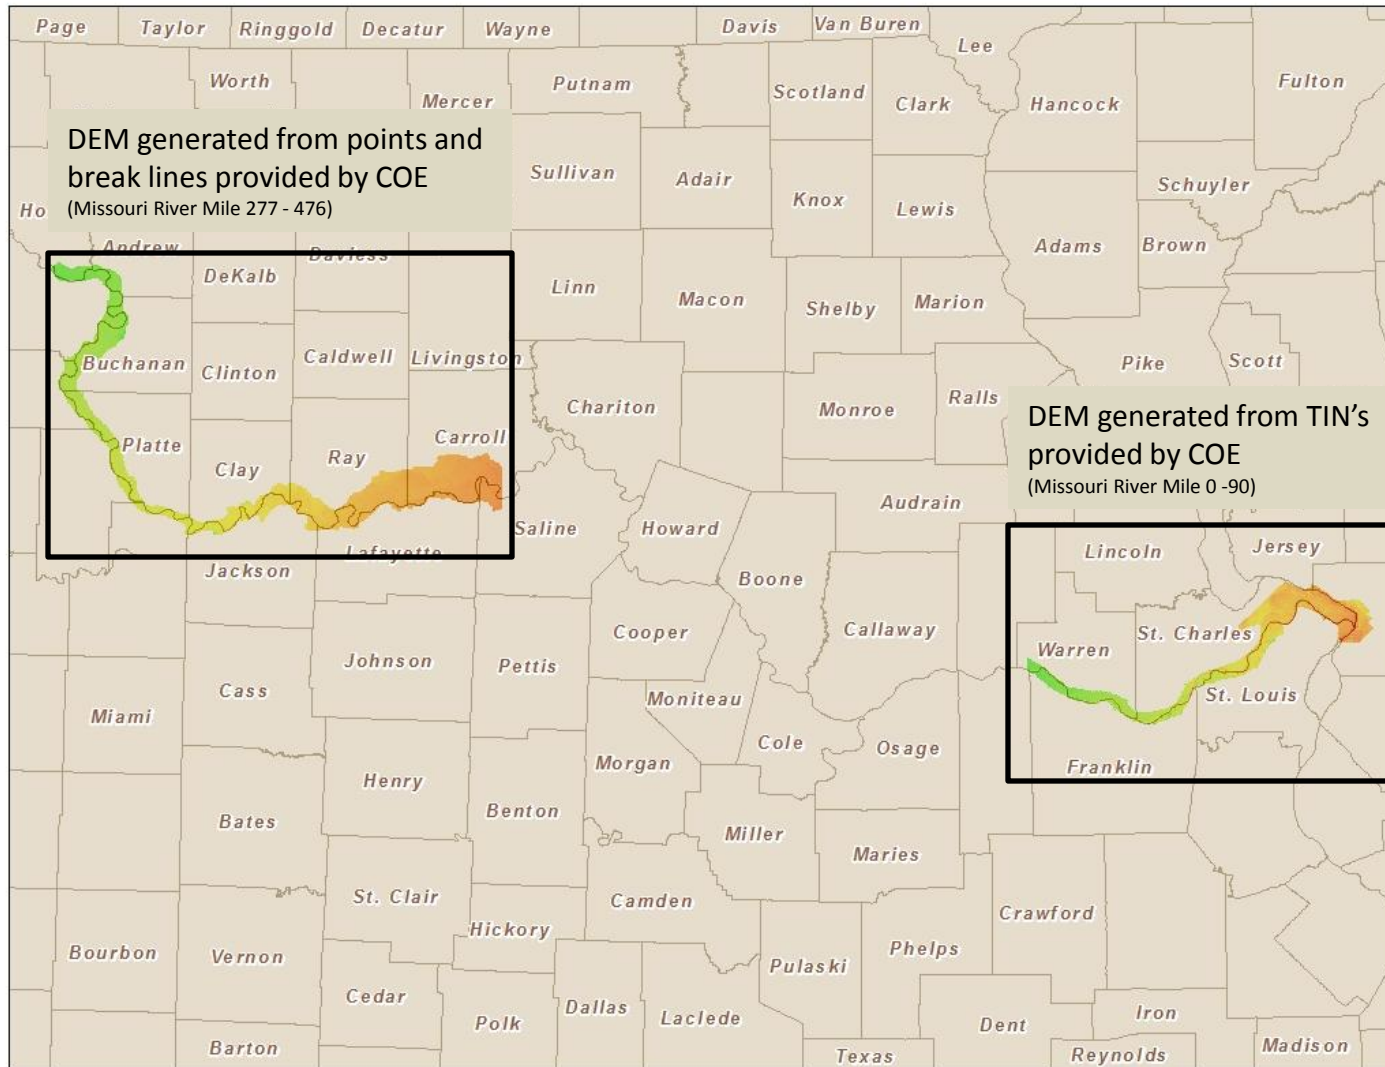 Page Taylor Ringgold Decatur Wayne Davis Van Buren
Lee
Worth Putnam Fulton
Mercer Scotland Clark Hancock
DEM generated from points and
break lines provided by COE
(Missouri River Mile 277 - 476)
Sullivan Adair Knox Lewis Schuyler
Ho
Andrew Daviess Adams Brown
DeKalb Linn Macon Shelby Marion
Buchanan Clinton Caldwell Livingston Pike Scott
Chariton Monroe Ralls
DEM generated from TIN's
provided by COE
(Missouri River Mile 0 -90)
Platte Clay Ray Carroll
Audrain
Saline Howard
Lafayette Lincoln Jersey
Jackson Boone
Cooper Callaway St. Charles
Johnson Pettis Warren
Cass Moniteau St. Louis
Miami Cole Osage
Morgan Franklin
Henry
Bates Benton Miller
Maries
St. Clair Camden Crawford
Hickory
Bourbon Vernon Pulaski Phelps
Cedar Dallas
Polk Laclede Dent Iron
Barton Texas Reynolds Madison